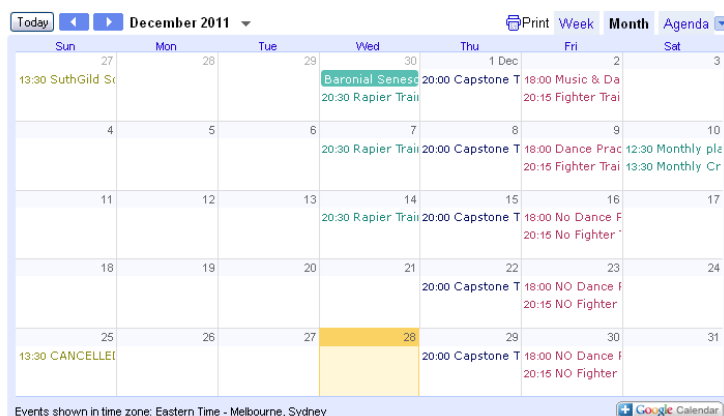 Today December 2011 Print Week Month Agenda
Sun Mon Tue Wed Thu Fri Sat
27 28 29 30 1 Dec 2 3
13:30 SuthGild Baronial Senesc 20:00 Capstone T 18:00 Music & Da
20:30 Rapier Trai 20:15 Fighter Trai
4 5 6 7 8 9 10
20:30 Rapier Trai 20:00 Capstone T 18:00 Dance Prac 12:30 Monthly pla
20:15 Fighter Trai 13:30 Monthly Cr
11 12 13 14 15 16 17
20:30 Rapier Trai 20:00 Capstone T 18:00 No Dance P
20:15 No Fighter
18 19 20 21 22 23 24
20:00 Capstone T 18:00 NO Dance P
20:15 NO Fighter
25 26 27 28 29 30 31
13:30 CANCELLE 20:00 Capstone T 18:00 NO Dance P
20:15 NO Fighter
Events shown in time zone: Eastern Time - Melbourne, Sydney Google Calendar